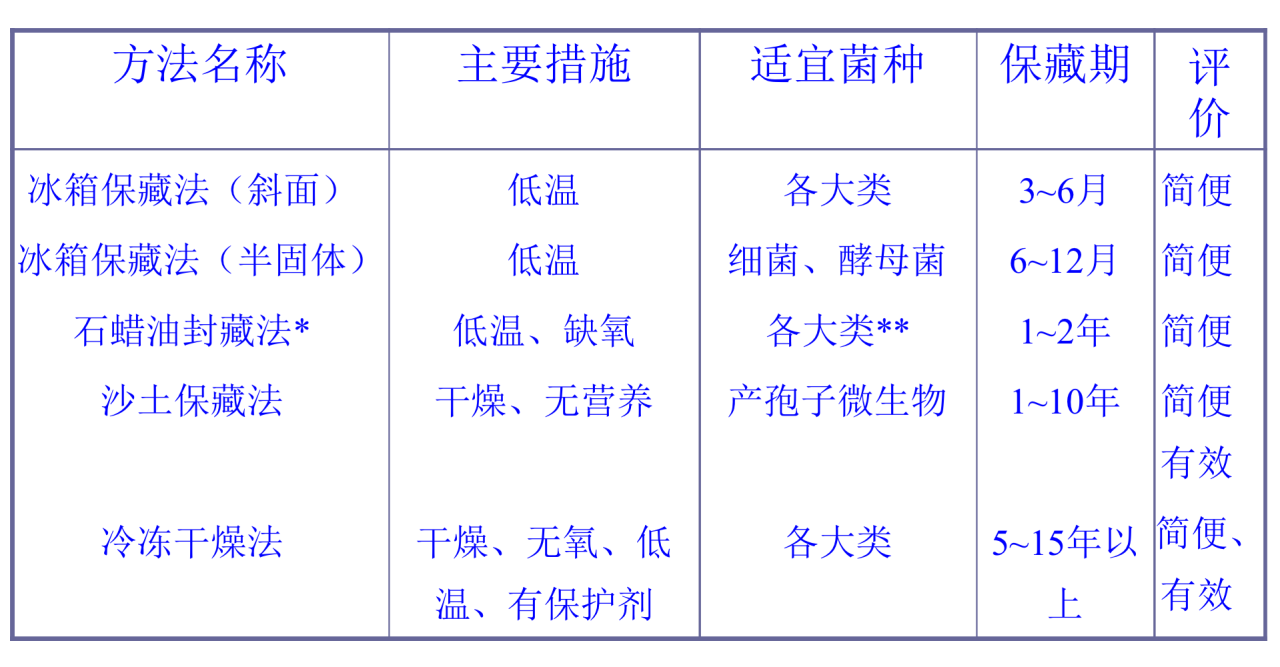 方法名称 主要措施 适宜菌种 保藏期 评
价
冰箱保藏法（斜面） 低温 各大类 3~6月 简便
冰箱保藏法（半固体） 低温 细菌、酵母菌 6~12月 简便
石蜡油封藏法* 低温、缺氧 各大类** 1~2年 简便
沙土保藏法 干燥、无营养 产孢子微生物 1~10年 简便
有效
冷冻干燥法 干燥、无氧、低 各大类 5~15年以 简便、
温、有保护剂 上 有效